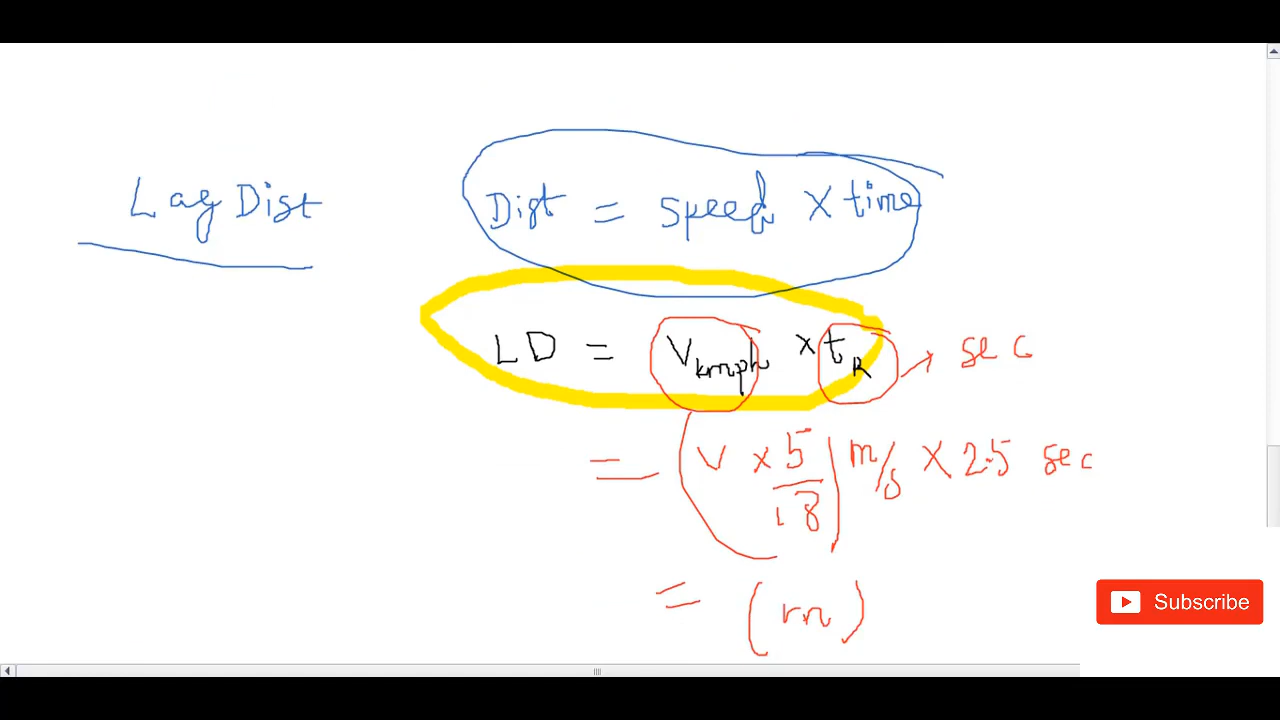 Lag Dist Dist = speed X time
LD = Vkmph x tR → sec
= (V x 5/18) m/s X 2.5 sec
= (m)
Subscribe